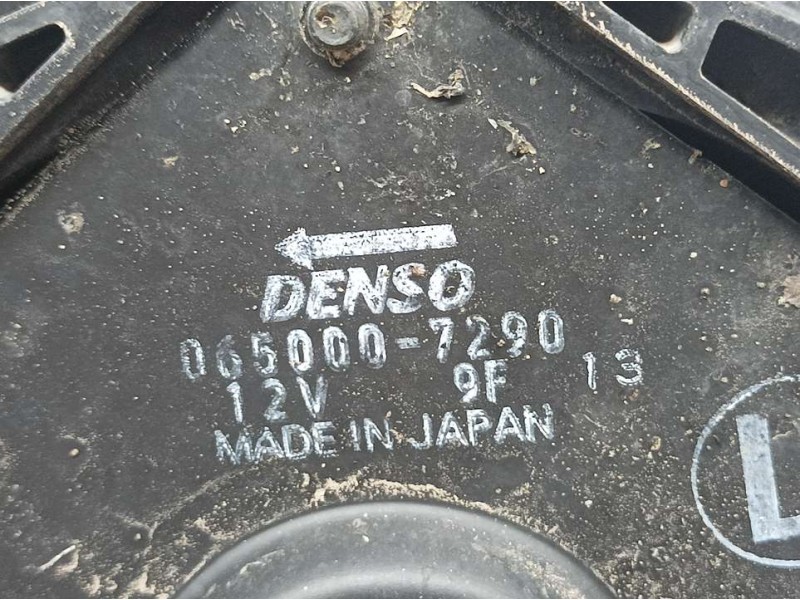 DENSO
065000-7290
12V 9F 13
MADE IN JAPAN
L